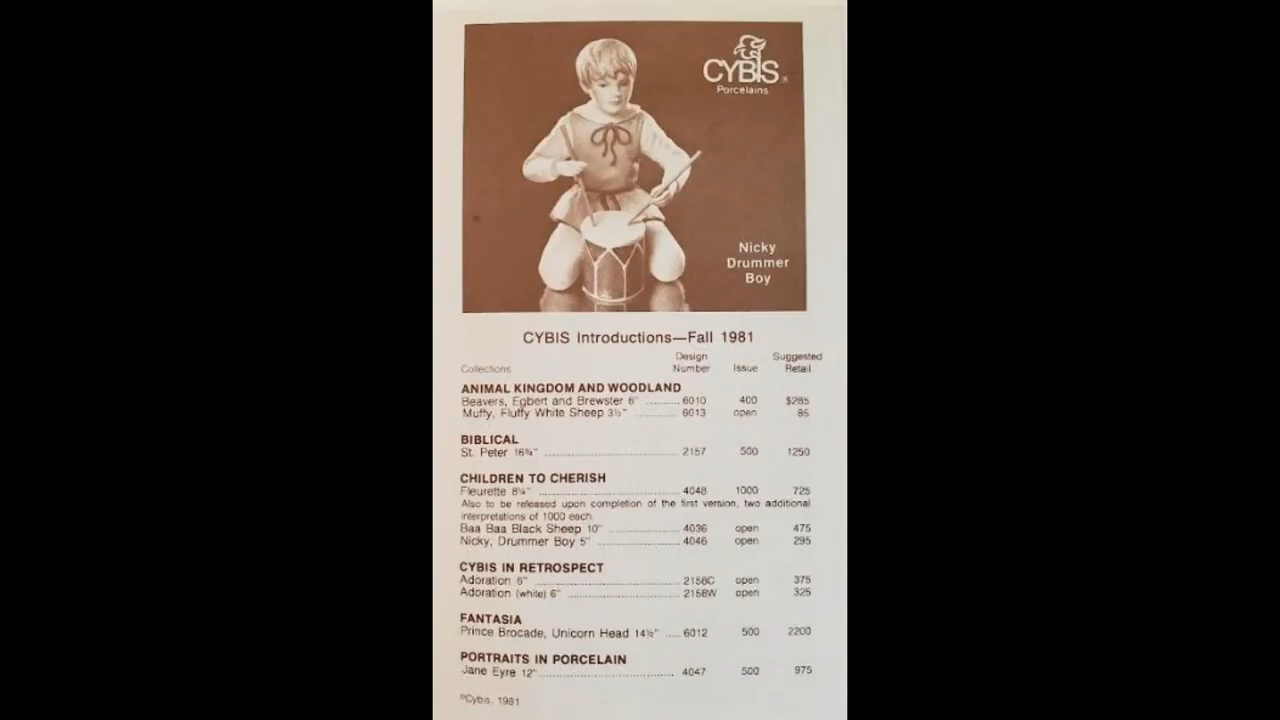 CYBIS®
Porcelains
Nicky
Drummer
Boy
CYBIS Introductions—Fall 1981
Collections Design Number Issue Suggested Retail
ANIMAL KINGDOM AND WOODLAND
Beavers, Egbert and Brewster 6" .......... 6010 400 $285
Muffy, Fluffy White Sheep 3½" .......... 6013 open 85
BIBLICAL
St. Peter 16¾" .......... 2157 500 1250
CHILDREN TO CHERISH
Fleurette 8¼" .......... 4048 1000 725
Also to be released upon completion of the first version, two additional
interpretations of 1000 each.
Baa Baa Black Sheep 10" .......... 4036 open 475
Nicky, Drummer Boy 5" .......... 4046 open 295
CYBIS IN RETROSPECT
Adoration 6" .......... 2158C open 375
Adoration (white) 6" .......... 2158W open 325
FANTASIA
Prince Brocade, Unicorn Head 14½" ..... 6012 500 2200
PORTRAITS IN PORCELAIN
Jane Eyre 12" .......... 4047 500 975
©Cybis, 1981